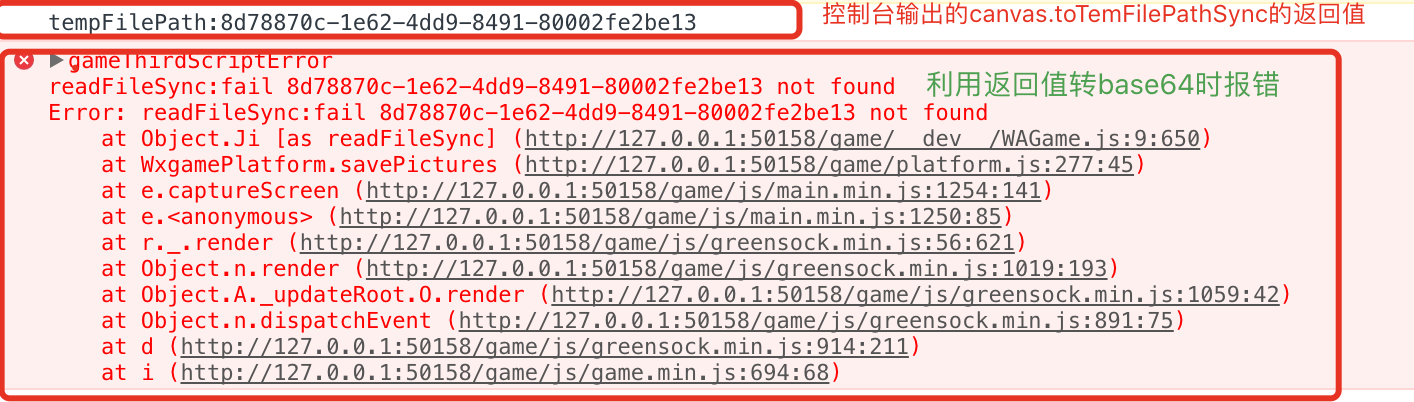 tempFilePath:8d78870c-1e62-4dd9-8491-80002fe2be13 控制台输出的canvas.toTemFilePathSync的返回值
gameThirdScriptError
readFileSync:fail 8d78870c-1e62-4dd9-8491-80002fe2be13 not found 利用返回值转base64时报错
Error: readFileSync:fail 8d78870c-1e62-4dd9-8491-80002fe2be13 not found
at Object.Ji [as readFileSync] (http://127.0.0.1:50158/game/__dev__/WAGame.js:9:650)
at WxgamePlatform.savePictures (http://127.0.0.1:50158/game/platform.js:277:45)
at e.captureScreen (http://127.0.0.1:50158/game/js/main.min.js:1254:141)
at e.<anonymous> (http://127.0.0.1:50158/game/js/main.min.js:1250:85)
at r._.render (http://127.0.0.1:50158/game/js/greensock.min.js:56:621)
at Object.n.render (http://127.0.0.1:50158/game/js/greensock.min.js:1019:193)
at Object.A._updateRoot.O.render (http://127.0.0.1:50158/game/js/greensock.min.js:1059:42)
at Object.n.dispatchEvent (http://127.0.0.1:50158/game/js/greensock.min.js:891:75)
at d (http://127.0.0.1:50158/game/js/greensock.min.js:914:211)
at i (http://127.0.0.1:50158/game/js/game.min.js:694:68)